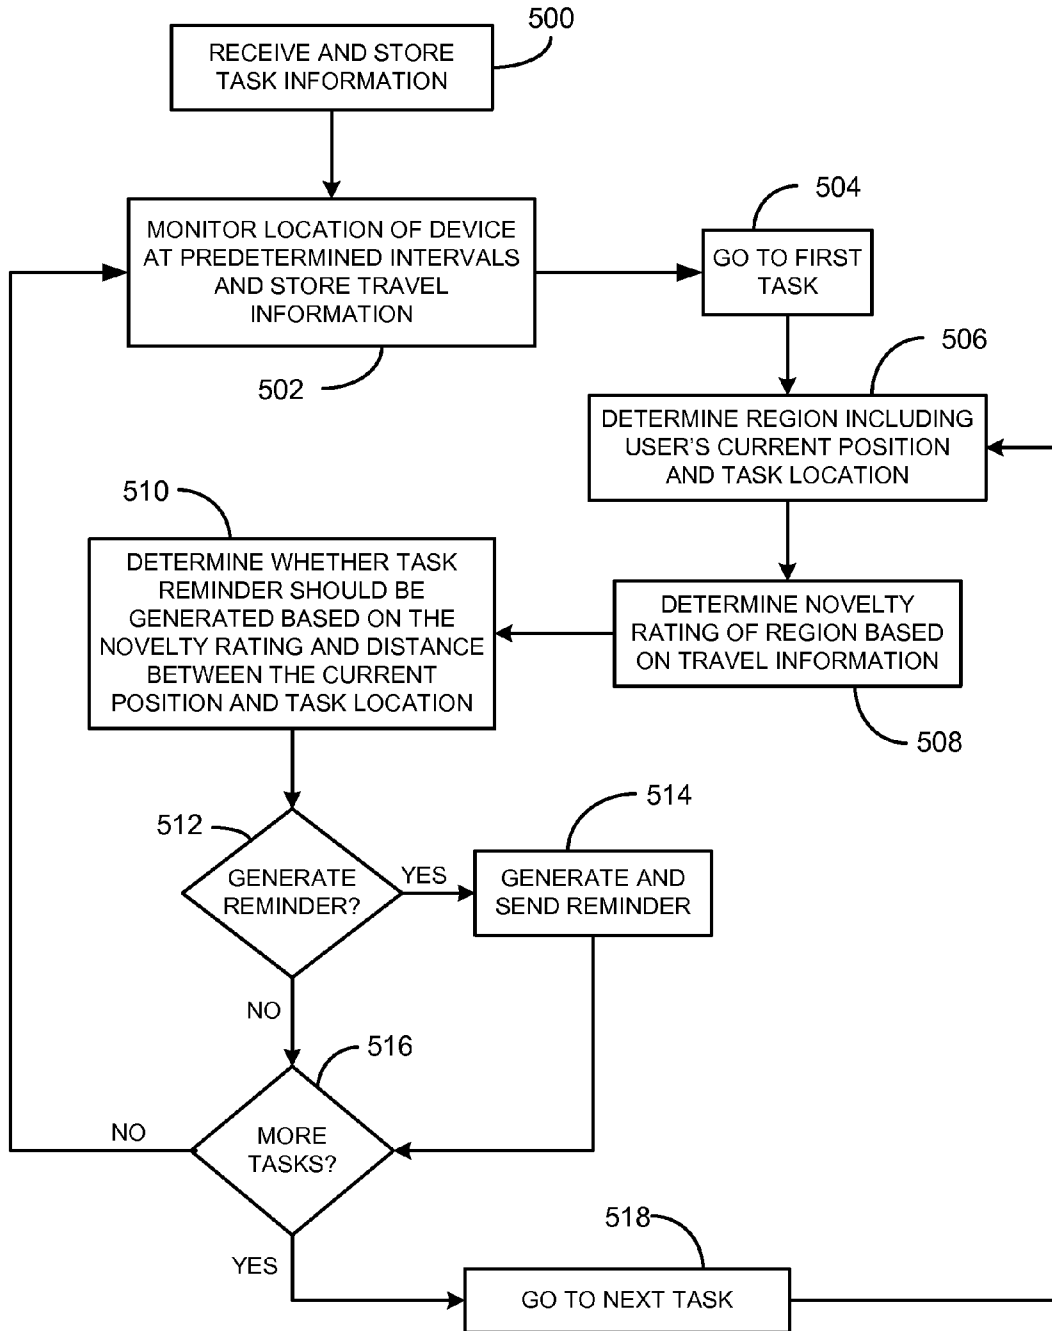 500
RECEIVE AND STORE
TASK INFORMATION
504
MONITOR LOCATION OF DEVICE
AT PREDETERMINED INTERVALS
AND STORE TRAVEL
INFORMATION
GO TO FIRST
TASK
502
506
DETERMINE REGION INCLUDING
USER'S CURRENT POSITION
AND TASK LOCATION
510
DETERMINE WHETHER TASK
REMINDER SHOULD BE
GENERATED BASED ON THE
NOVELTY RATING AND DISTANCE
BETWEEN THE CURRENT
POSITION AND TASK LOCATION
DETERMINE NOVELTY
RATING OF REGION BASED
ON TRAVEL INFORMATION
508
512
514
GENERATE
REMINDER?
YES
GENERATE AND
SEND REMINDER
NO
516
MORE
TASKS?
NO
YES
518
GO TO NEXT TASK